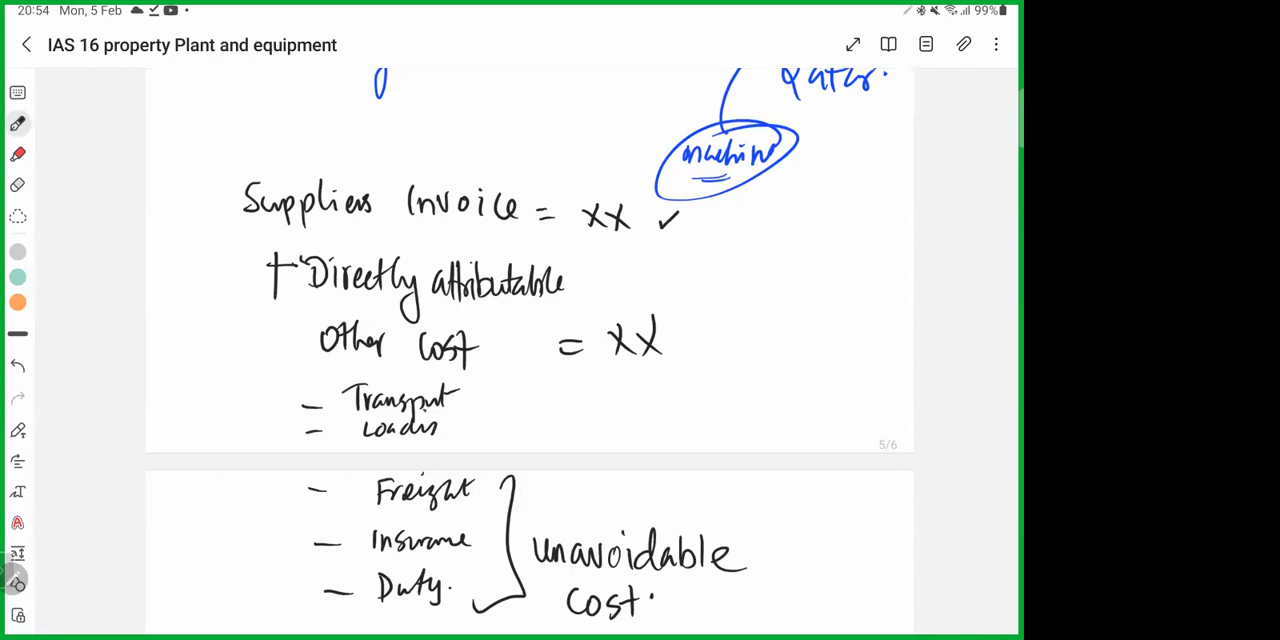 20:54 Mon, 5 Feb
99%
IAS 16 property Plant and equipment
Qatar.
machine
Suppliers Invoice = xx ✓
+ Directly attributable
Other Cost = xx
- Transport
- Loading
5/6
- Freight
- Insurance
- Duty.
unavoidable
Cost.